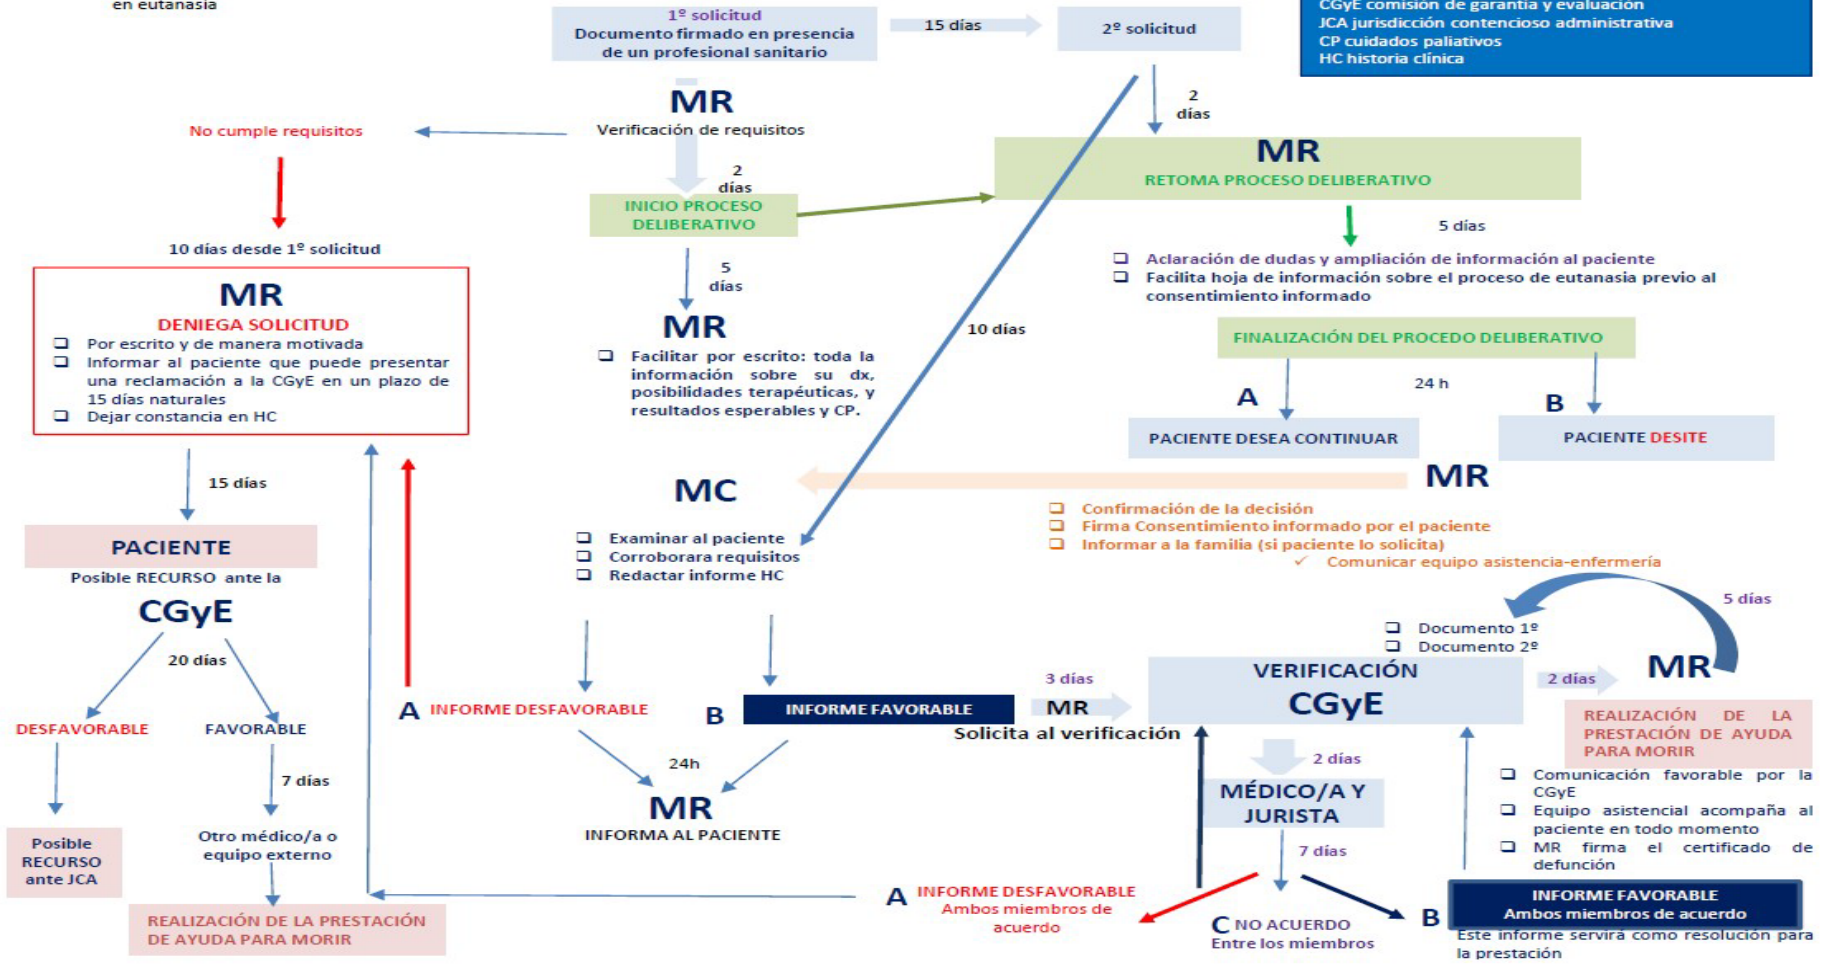 en eutanasia
1º solicitud
Documento firmado en presencia
de un profesional sanitario
15 días
2º solicitud
CGyE comisión de garantía y evaluación
JCA jurisdicción contencioso administrativa
CP cuidados paliativos
HC historia clínica
MR
Verificación de requisitos
No cumple requisitos
2
días
2
días
INICIO PROCESO
DELIBERATIVO
MR
RETOMA PROCESO DELIBERATIVO
5 días
10 días desde 1º solicitud
MR
DENIEGA SOLICITUD
Por escrito y de manera motivada
Informar al paciente que puede presentar
una reclamación a la CGyE en un plazo de
15 días naturales
Dejar constancia en HC
5
días
MR
Facilitar por escrito: toda la
información sobre su dx,
posibilidades terapéuticas, y
resultados esperables y CP.
10 días
Aclaración de dudas y ampliación de información al paciente
Facilita hoja de información sobre el proceso de eutanasia previo al
consentimiento informado
FINALIZACIÓN DEL PROCEDO DELIBERATIVO
24 h
A
B
PACIENTE DESEA CONTINUAR
PACIENTE DESITE
MR
Confirmación de la decisión
Firma Consentimiento informado por el paciente
Informar a la familia (si paciente lo solicita)
✓ Comunicar equipo asistencia-enfermería
MC
Examinar al paciente
Corroborara requisitos
Redactar informe HC
15 días
PACIENTE
Posible RECURSO ante la
CGyE
20 días
DESFAVORABLE
FAVORABLE
7 días
Posible
RECURSO
ante JCA
Otro médico/a o
equipo externo
REALIZACIÓN DE LA PRESTACIÓN
DE AYUDA PARA MORIR
A INFORME DESFAVORABLE
B INFORME FAVORABLE
24h
MR
INFORMA AL PACIENTE
3 días
MR
Solicita al verificación
5 días
Documento 1º
Documento 2º
VERIFICACIÓN
CGyE
2 días
MR
REALIZACIÓN DE LA
PRESTACIÓN DE AYUDA
PARA MORIR
Comunicación favorable por la
CGyE
Equipo asistencial acompaña al
paciente en todo momento
MR firma el certificado de
defunción
2 días
MÉDICO/A Y
JURISTA
7 días
A INFORME DESFAVORABLE
Ambos miembros de
acuerdo
C NO ACUERDO
Entre los miembros
B
INFORME FAVORABLE
Ambos miembros de acuerdo
Este informe servirá como resolución para
la prestación